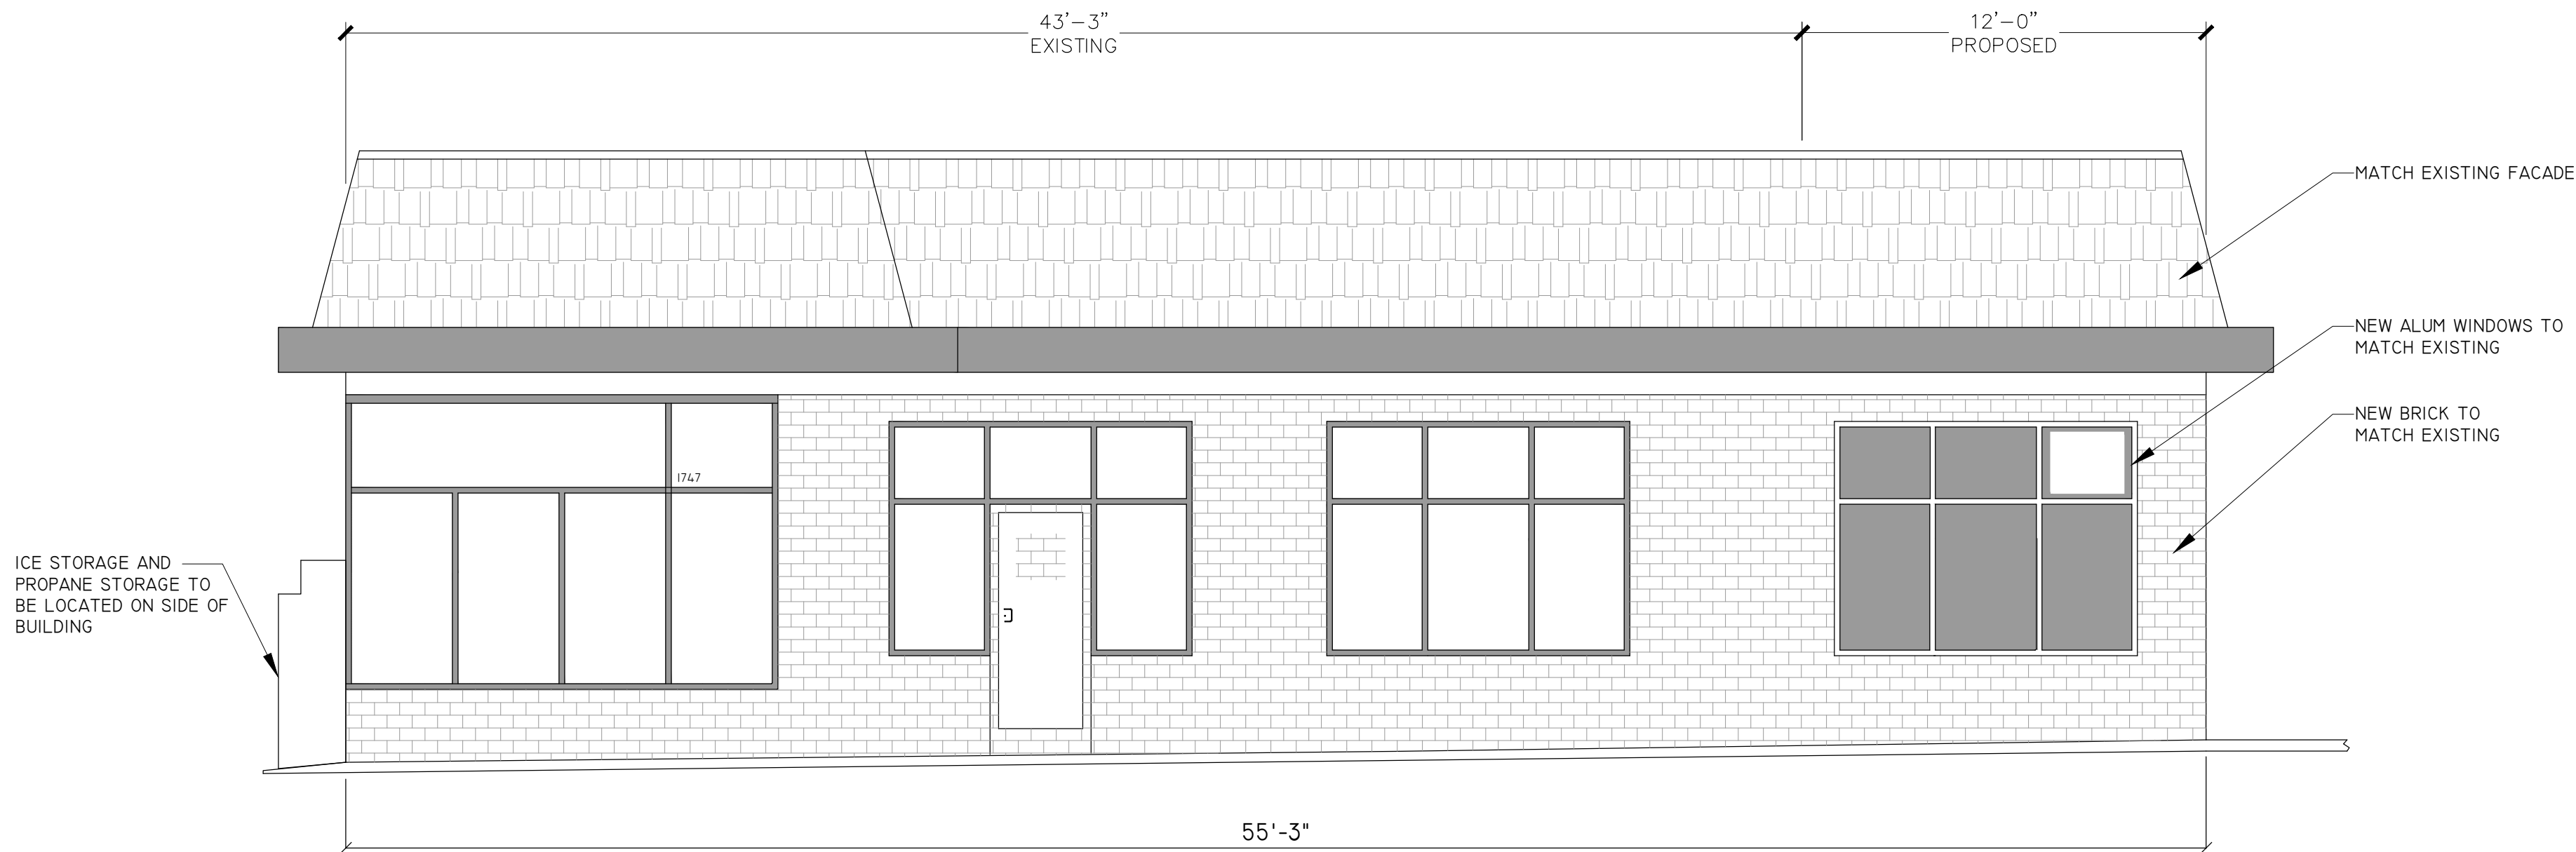 43'-3"
EXISTING
12'-0"
PROPOSED
MATCH EXISTING FACADE
NEW ALUM WINDOWS TO
MATCH EXISTING
NEW BRICK TO
MATCH EXISTING
1747
ICE STORAGE AND
PROPANE STORAGE TO
BE LOCATED ON SIDE OF
BUILDING
55'-3"